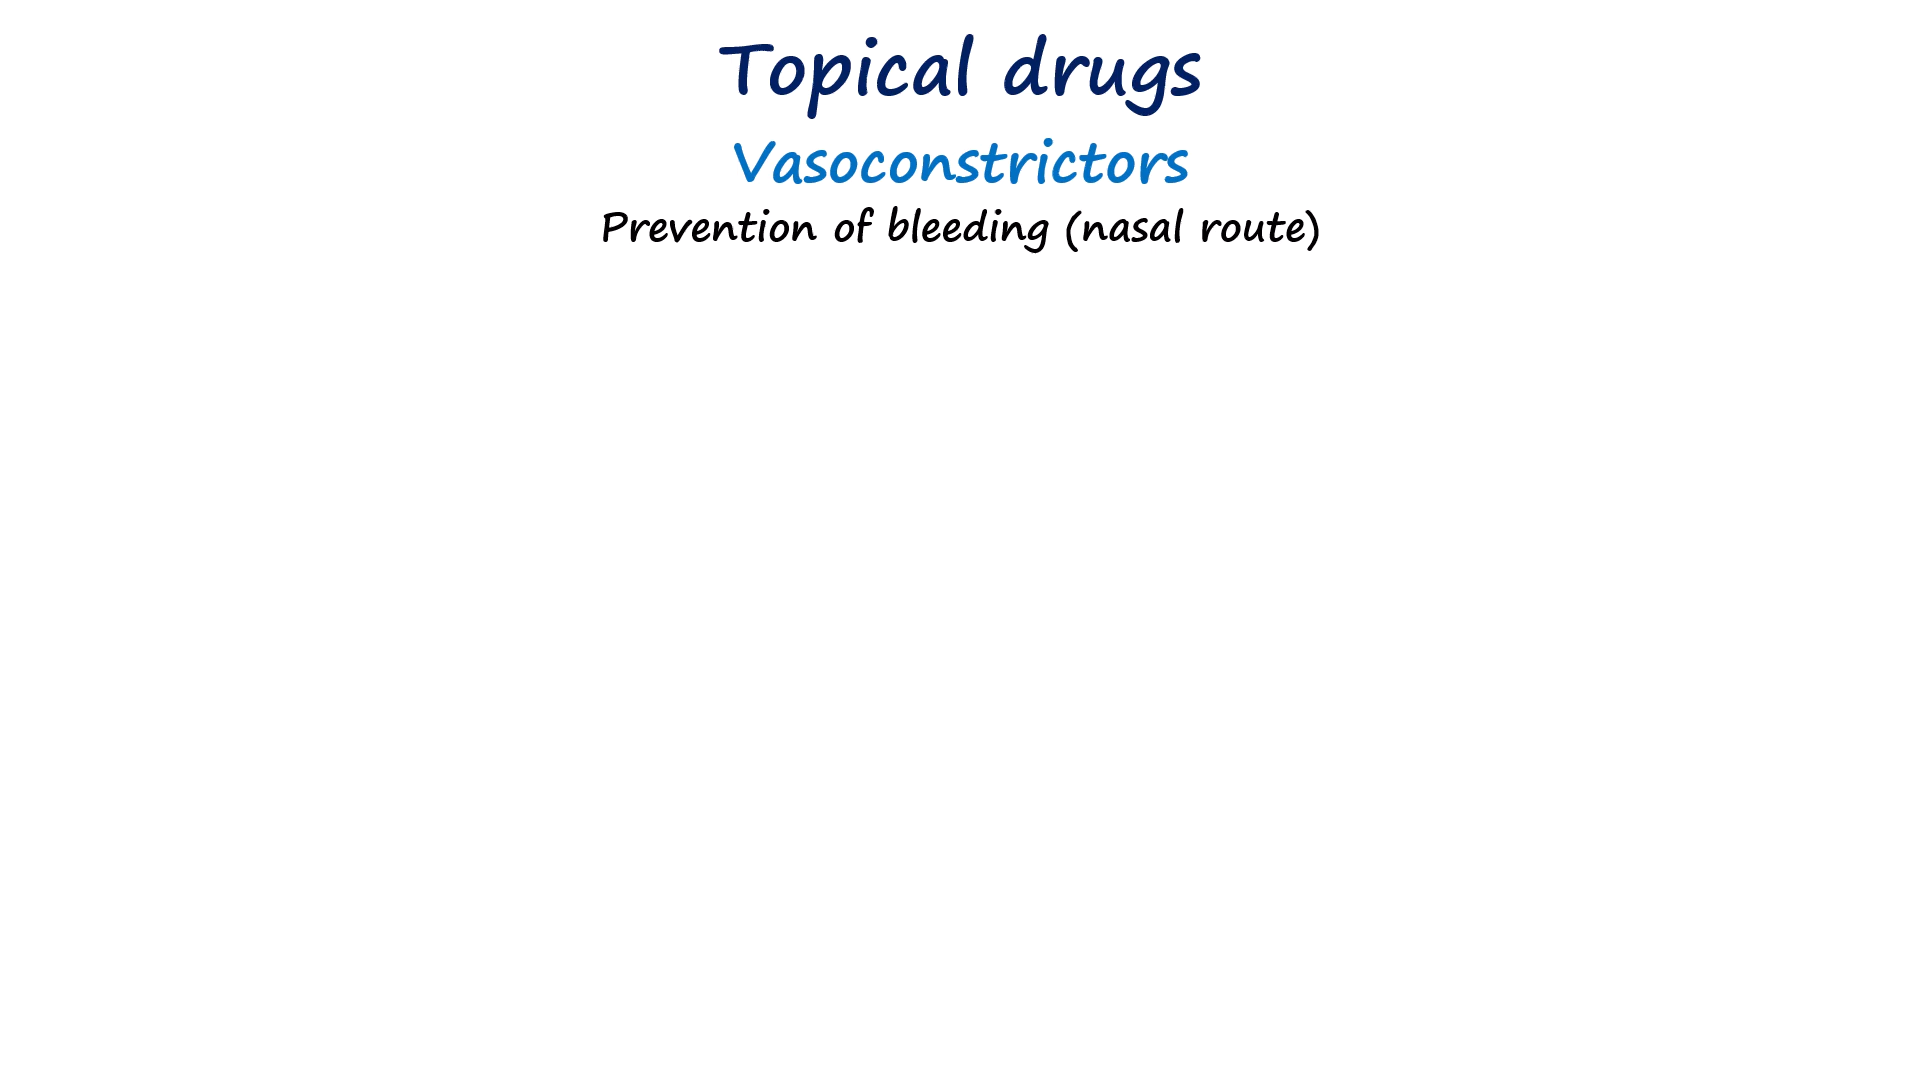 Topical drugs
Vasoconstrictors
Prevention of bleeding (nasal route)